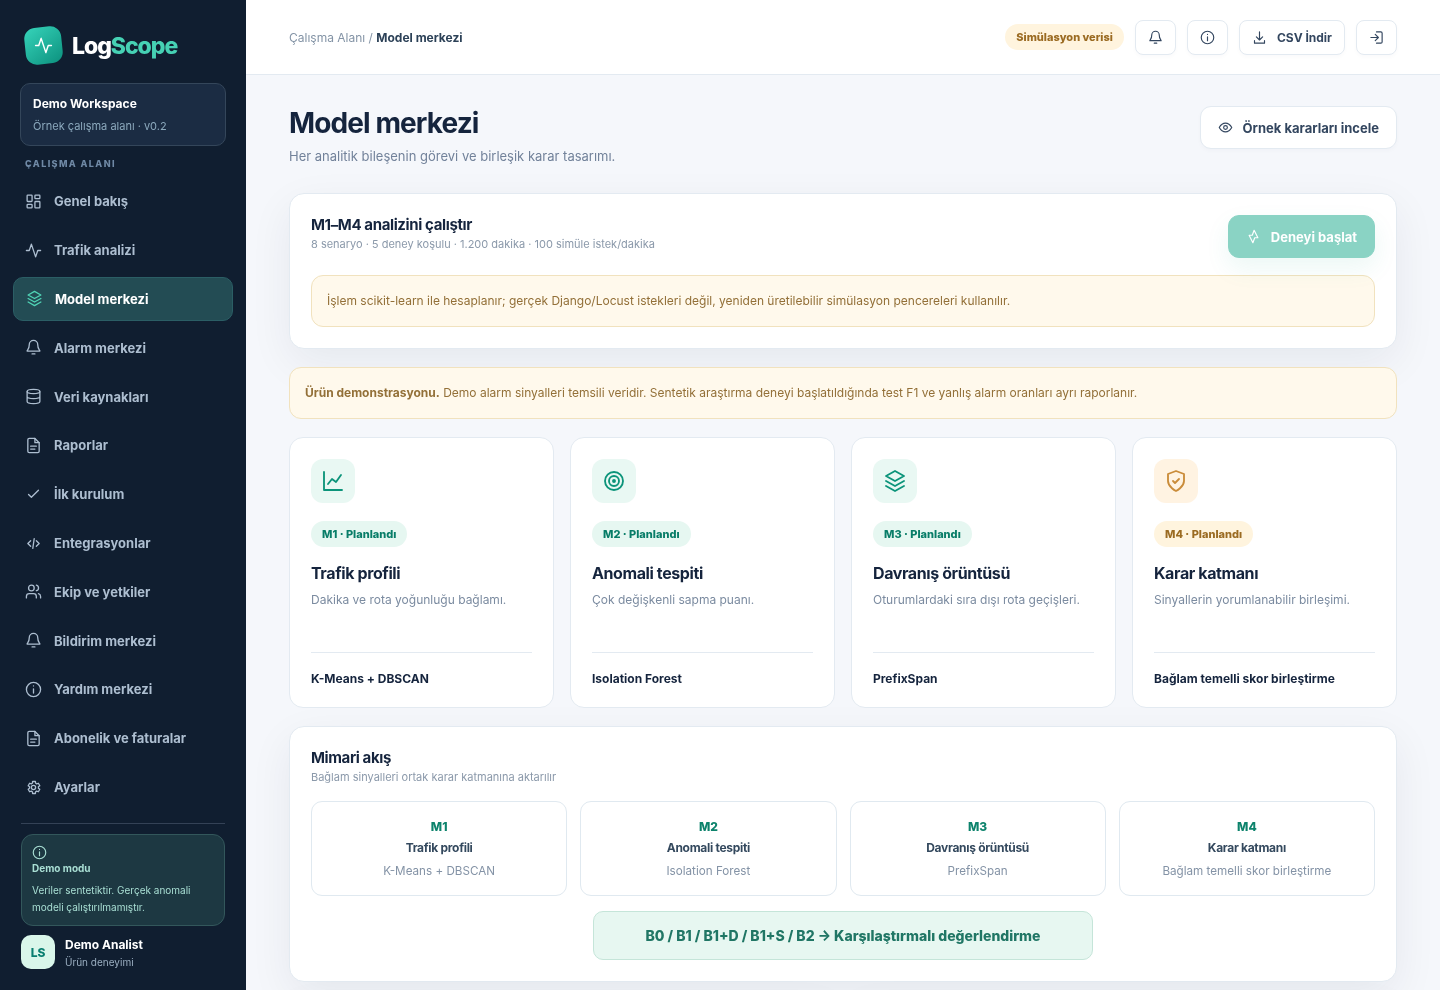 LogScope
Demo Workspace
Örnek çalışma alanı · v0.2
ÇALIŞMA ALANI
Genel bakış
Trafik analizi
Model merkezi
Alarm merkezi
Veri kaynakları
Raporlar
İlk kurulum
Entegrasyonlar
Ekip ve yetkiler
Bildirim merkezi
Yardım merkezi
Abonelik ve faturalar
Ayarlar
Demo modu
Veriler sentetiktir. Gerçek anomali
modeli çalıştırılmamıştır.
LS
Demo Analist
Ürün deneyimi
Çalışma Alanı / Model merkezi
Simülasyon verisi
CSV İndir
Model merkezi
Her analitik bileşenin görevi ve birleşik karar tasarımı.
Örnek kararları incele
M1–M4 analizini çalıştır
8 senaryo · 5 deney koşulu · 1.200 dakika · 100 simüle istek/dakika
Deneyi başlat
İşlem scikit-learn ile hesaplanır; gerçek Django/Locust istekleri değil, yeniden üretilebilir simülasyon pencereleri kullanılır.
Ürün demonstrasyonu. Demo alarm sinyalleri temsili veridir. Sentetik araştırma deneyi başlatıldığında test F1 ve yanlış alarm oranları ayrı raporlanır.
M1 · Planlandı
Trafik profili
Dakika ve rota yoğunluğu bağlamı.
K-Means + DBSCAN
M2 · Planlandı
Anomali tespiti
Çok değişkenli sapma puanı.
Isolation Forest
M3 · Planlandı
Davranış örüntüsü
Oturumlardaki sıra dışı rota geçişleri.
PrefixSpan
M4 · Planlandı
Karar katmanı
Sinyallerin yorumlanabilir birleşimi.
Bağlam temelli skor birleştirme
Mimari akış
Bağlam sinyalleri ortak karar katmanına aktarılır
M1
Trafik profili
K-Means + DBSCAN
M2
Anomali tespiti
Isolation Forest
M3
Davranış örüntüsü
PrefixSpan
M4
Karar katmanı
Bağlam temelli skor birleştirme
B0 / B1 / B1+D / B1+S / B2 → Karşılaştırmalı değerlendirme